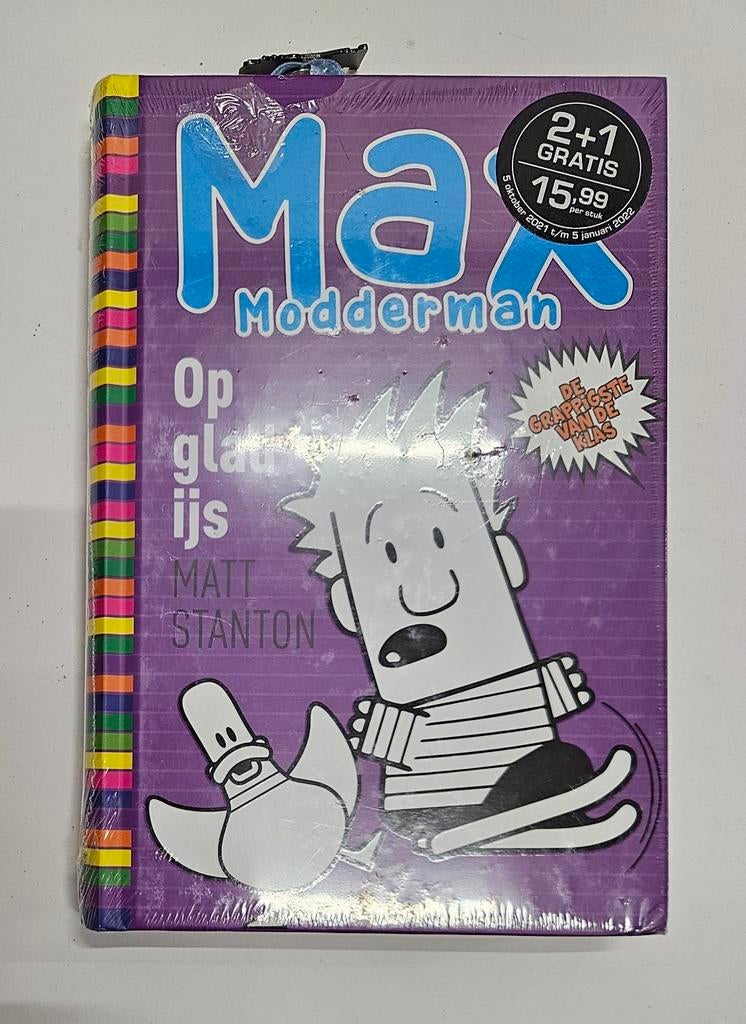 Max
Modderman
2+1
GRATIS
15,99
per stuk
5 oktober 2021 t/m 5 januari 2022
Op
glad
ijs
DE
GRAPPIGSTE
VAN DE
KLAS
MATT
STANTON